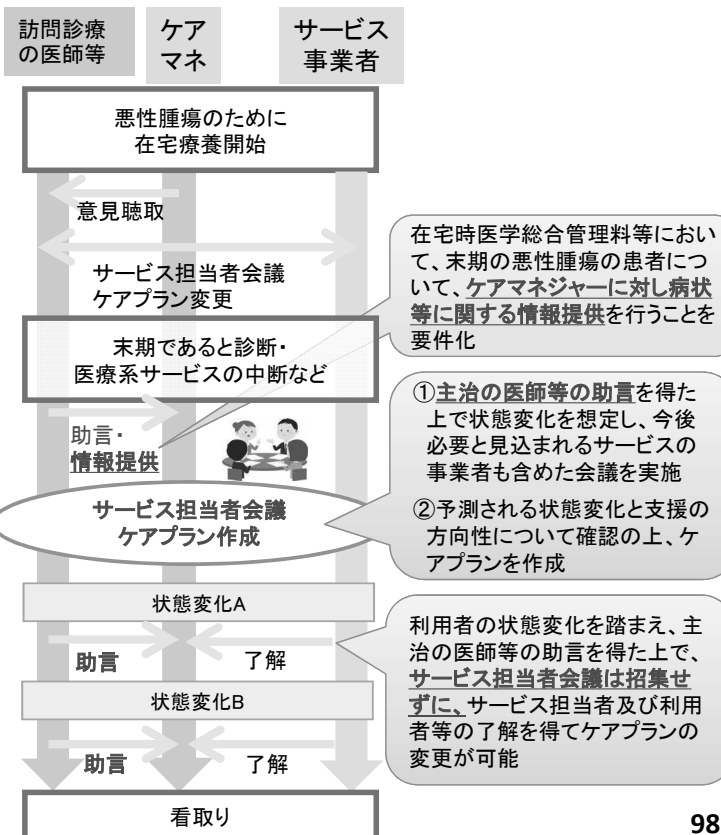 訪問診療
の医師等
ケア
マネ
サービス
事業者
悪性腫瘍のために
在宅療養開始
意見聴取
サービス担当者会議
ケアプラン変更
在宅時医学総合管理料等におい
て、末期の悪性腫瘍の患者につ
いて、ケアマネジャーに対し病状
等に関する情報提供を行うことを
要件化
末期であると診断・
医療系サービスの中断など
助言・
情報提供
①主治の医師等の助言を得た
上で状態変化を想定し、今後
必要と見込まれるサービスの
事業者も含めた会議を実施
②予測される状態変化と支援の
方向性について確認の上、ケ
アプランを作成
サービス担当者会議
ケアプラン作成
状態変化A
助言
了解
利用者の状態変化を踏まえ、主
治の医師等の助言を得た上で、
サービス担当者会議は招集せ
ずに、サービス担当者及び利用
者等の了解を得てケアプランの
変更が可能
状態変化B
助言
了解
看取り
98